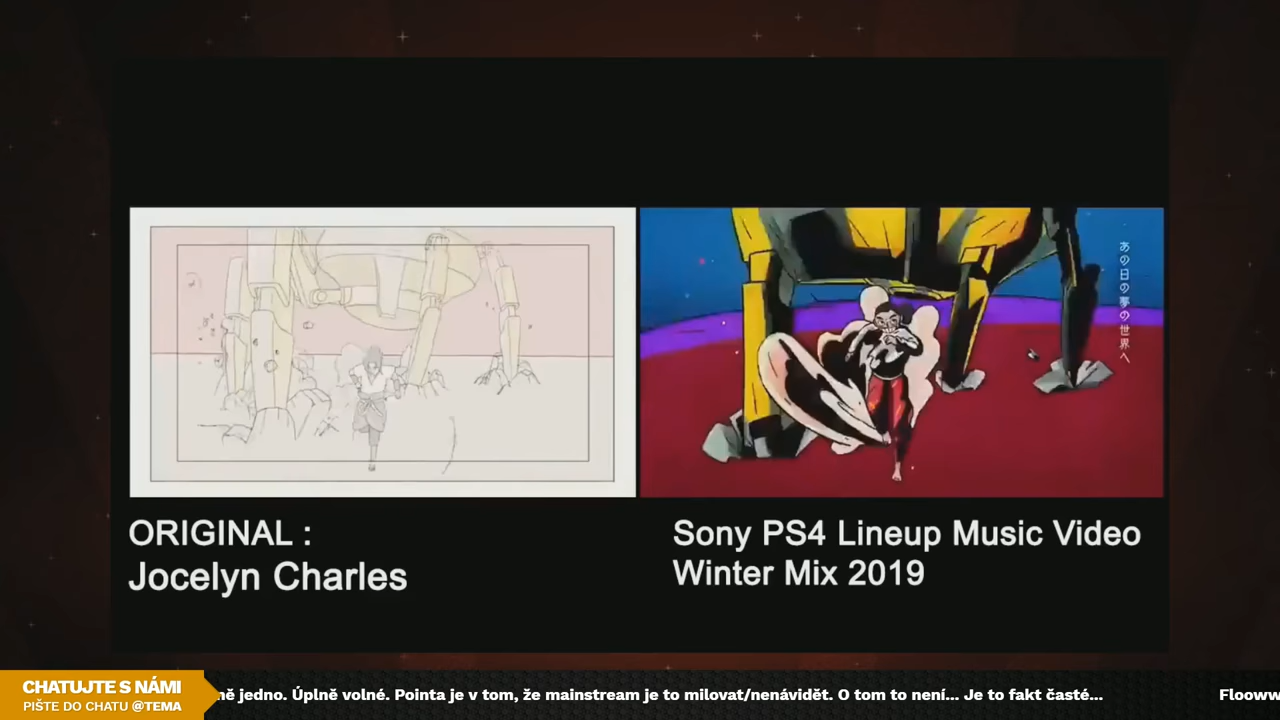 あの日の夢の世界へ
ORIGINAL :
Jocelyn Charles
Sony PS4 Lineup Music Video
Winter Mix 2019
CHATUJTE S NÁMI
PIŠTE DO CHATU @TEMA
ně jedno. Úplně volné. Pointa je v tom, že mainstream je to milovat/nenávidět. O tom to není... Je to fakt časté... Flooww